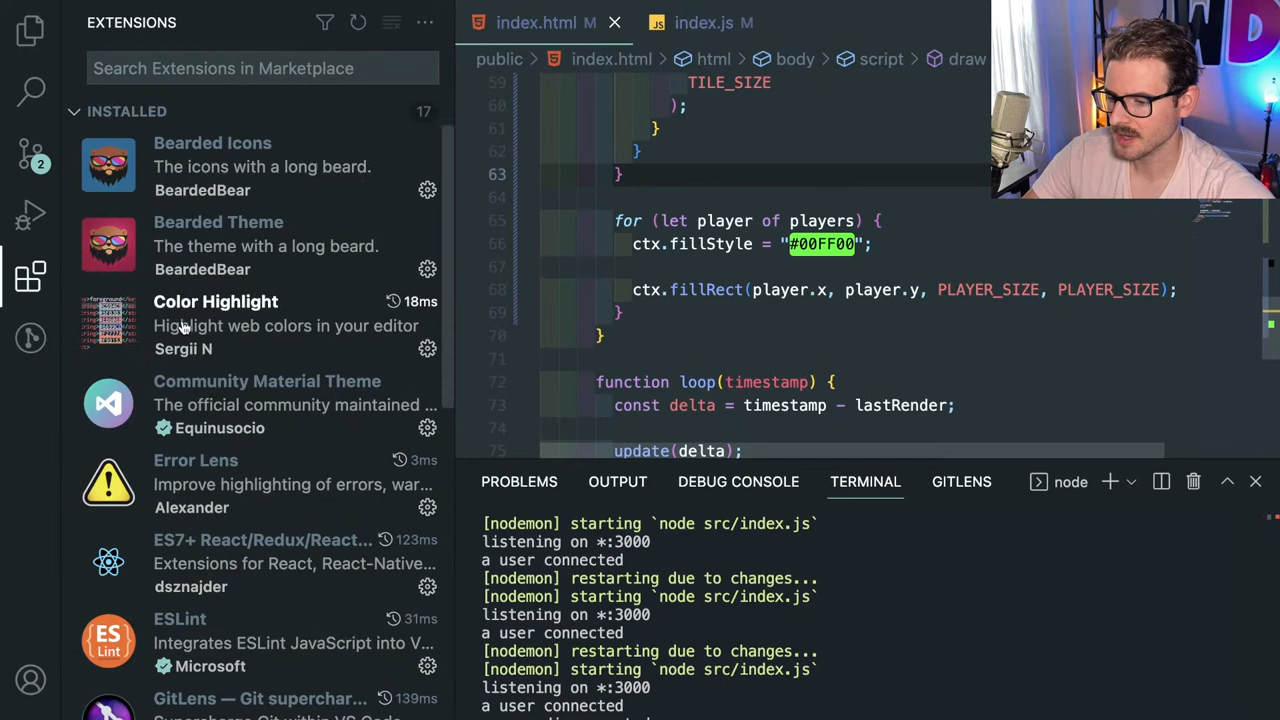 EXTENSIONS
Search Extensions in Marketplace
INSTALLED 17
Bearded Icons
The icons with a long beard.
BeardedBear
Bearded Theme
The theme with a long beard.
BeardedBear
Color Highlight 18ms
Highlight web colors in your editor
Sergii N
Community Material Theme
The official community maintained ...
Equinusocio
Error Lens 3ms
Improve highlighting of errors, war...
Alexander
ES7+ React/Redux/React... 123ms
Extensions for React, React-Native...
dsznajder
ESLint 31ms
Integrates ESLint JavaScript into V...
Microsoft
GitLens — Git superchar... 139ms
2
index.html M
JS index.js M
public > index.html > html > body > script > draw
59 TILE_SIZE
60 );
61 }
62 }
63 }
64
65 for (let player of players) {
66 ctx.fillStyle = "#00FF00";
67
68 ctx.fillRect(player.x, player.y, PLAYER_SIZE, PLAYER_SIZE);
69 }
70 }
71
72 function loop(timestamp) {
73 const delta = timestamp - lastRender;
74
75 update(delta);
PROBLEMS OUTPUT DEBUG CONSOLE TERMINAL GITLENS node
[nodemon] starting `node src/index.js`
listening on *:3000
a user connected
[nodemon] restarting due to changes...
[nodemon] starting `node src/index.js`
listening on *:3000
a user connected
[nodemon] restarting due to changes...
[nodemon] starting `node src/index.js`
listening on *:3000
a user connected